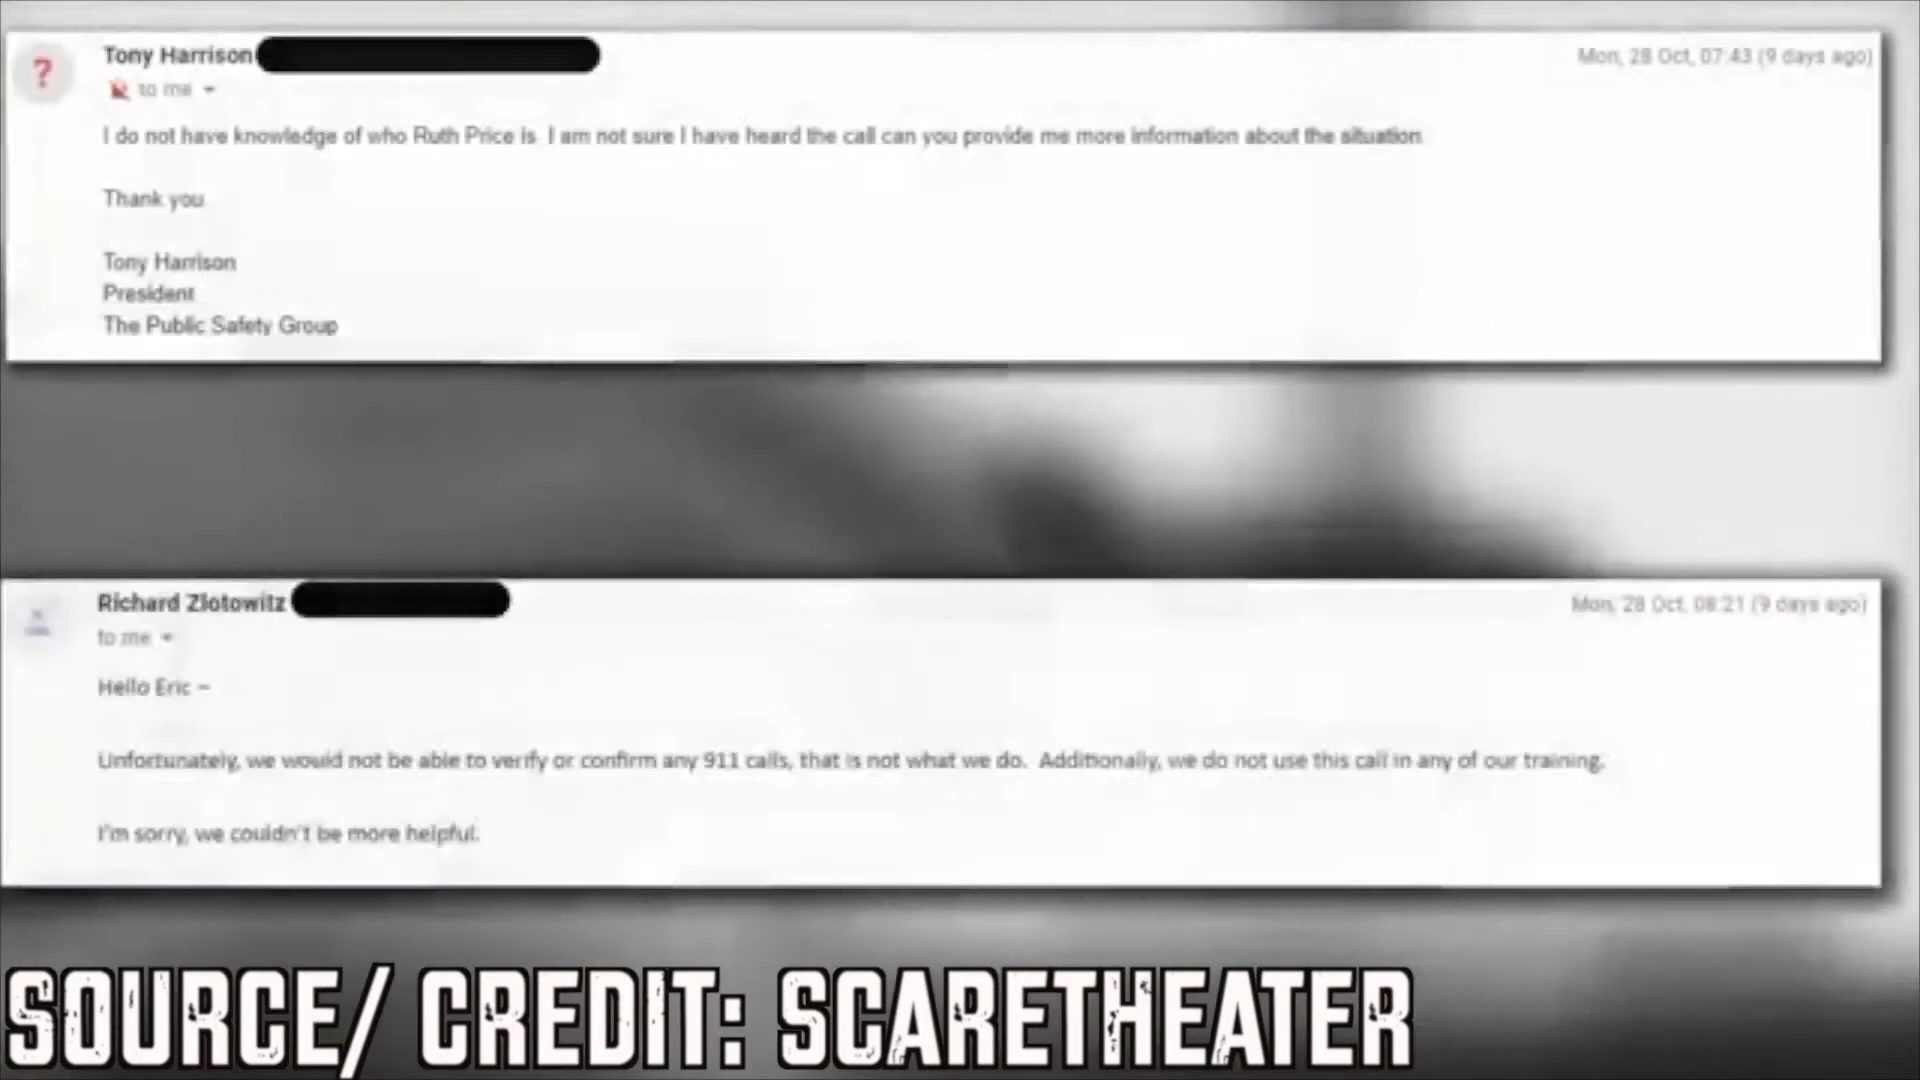 Tony Harrison
Mon, 28 Oct, 07:43 (9 days ago)
?
to me
I do not have knowledge of who Ruth Price is I am not sure I have heard the call can you provide me more information about the situation
Thank you
Tony Harrison
President
The Public Safety Group
Richard Zlotowitz
Mon, 28 Oct, 08:21 (9 days ago)
to me
Hello Eric ~
Unfortunately, we would not be able to verify or confirm any 911 calls, that is not what we do. Additionally, we do not use this call in any of our training.
I'm sorry, we couldn't be more helpful.
SOURCE/ CREDIT: SCARETHEATER